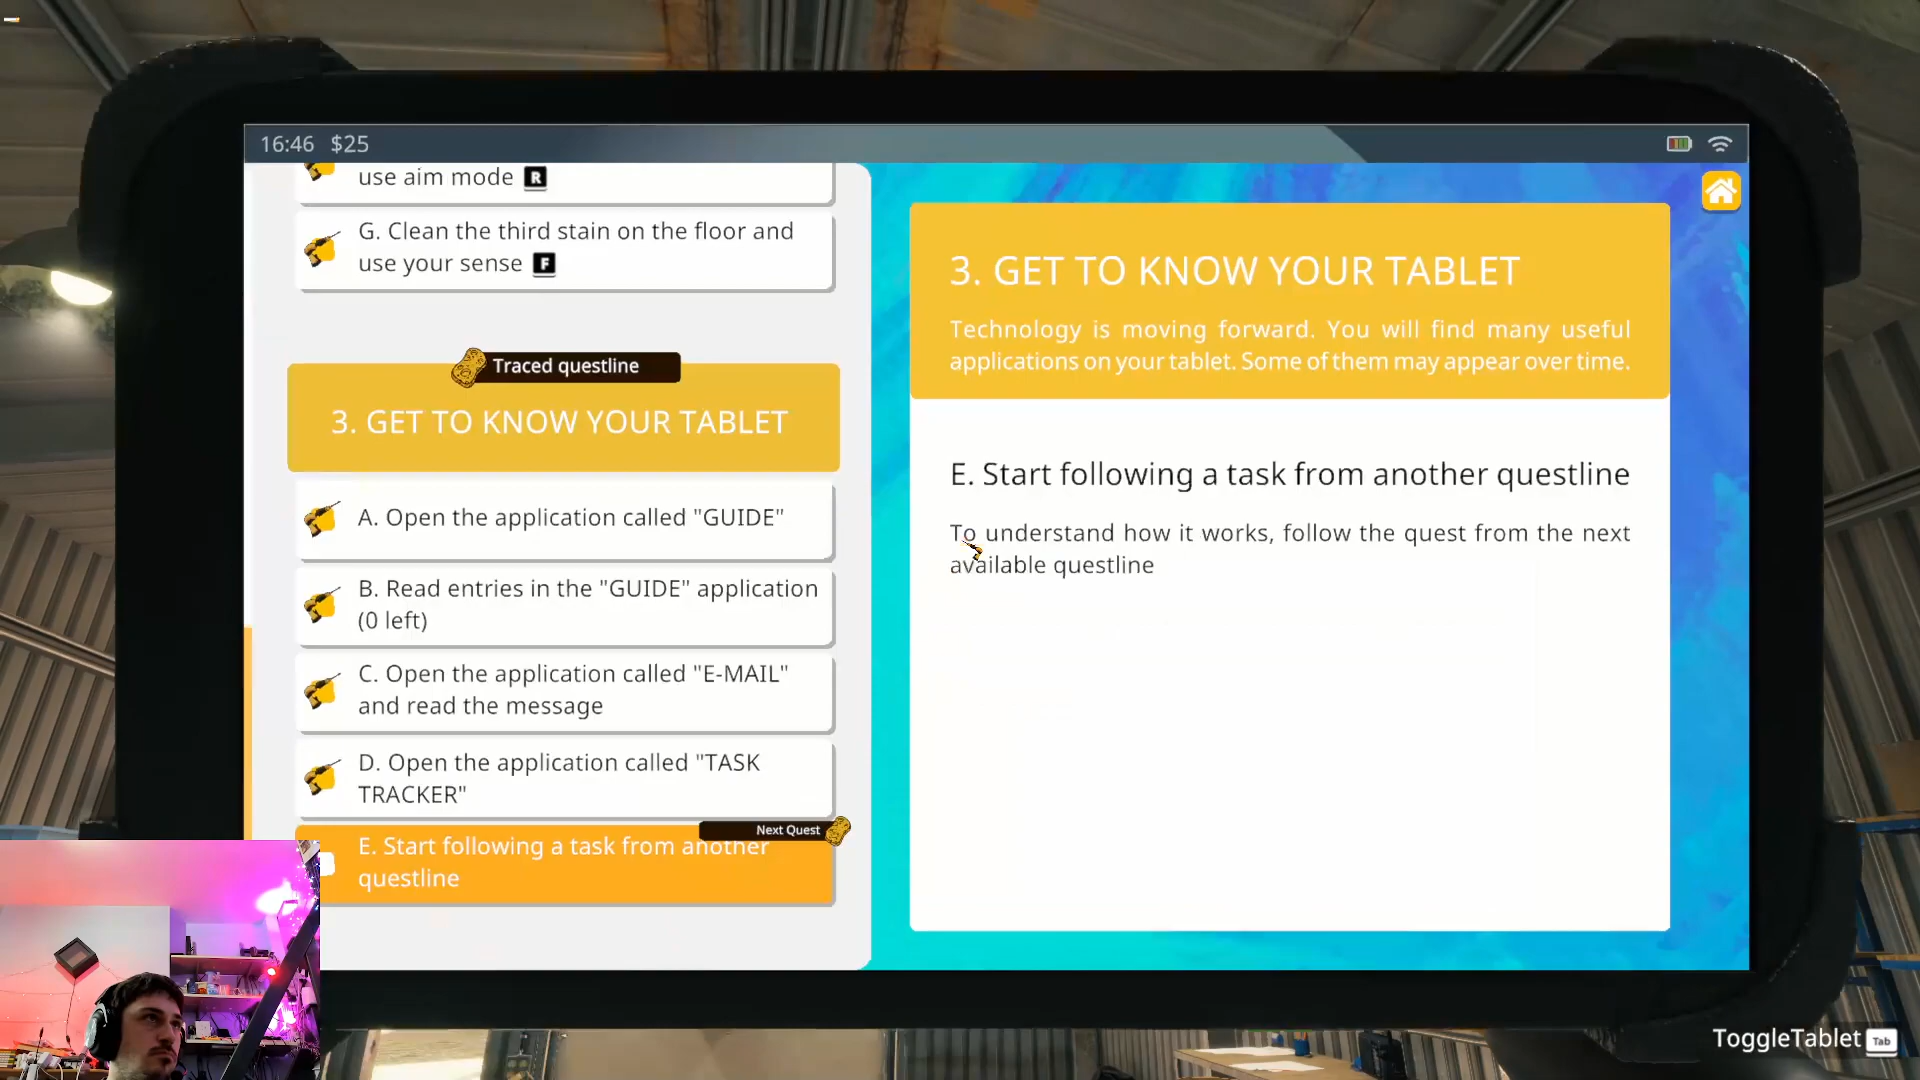 16:46 $25
use aim mode R
G. Clean the third stain on the floor and
use your sense F
Traced questline
3. GET TO KNOW YOUR TABLET
A. Open the application called "GUIDE"
B. Read entries in the "GUIDE" application
(0 left)
C. Open the application called "E-MAIL"
and read the message
D. Open the application called "TASK
TRACKER"
Next Quest
E. Start following a task from another
questline
3. GET TO KNOW YOUR TABLET
Technology is moving forward. You will find many useful
applications on your tablet. Some of them may appear over time.
E. Start following a task from another questline
To understand how it works, follow the quest from the next
available questline
ToggleTablet Tab